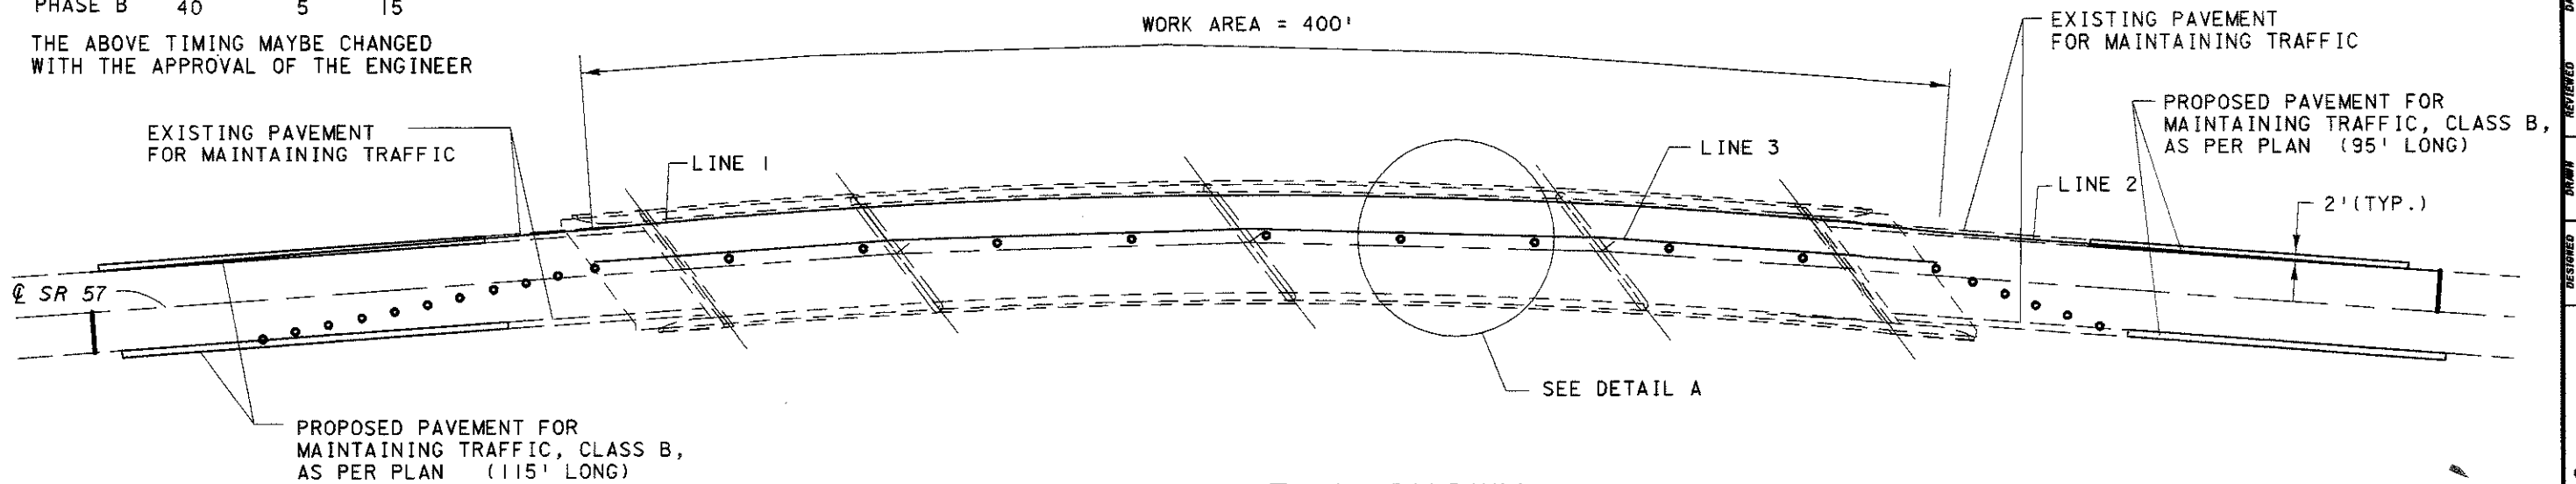 PHASE B 40 5 15
THE ABOVE TIMING MAYBE CHANGED
WITH THE APPROVAL OF THE ENGINEER
WORK AREA = 400'
EXISTING PAVEMENT
FOR MAINTAINING TRAFFIC
PROPOSED PAVEMENT FOR
MAINTAINING TRAFFIC, CLASS B,
AS PER PLAN (95' LONG)
EXISTING PAVEMENT
FOR MAINTAINING TRAFFIC
LINE 1
LINE 3
LINE 2
2'(TYP.)
℄ SR 57
SEE DETAIL A
PROPOSED PAVEMENT FOR
MAINTAINING TRAFFIC, CLASS B,
AS PER PLAN (115' LONG)
REVIEWED
DRAWN
DESIGNED